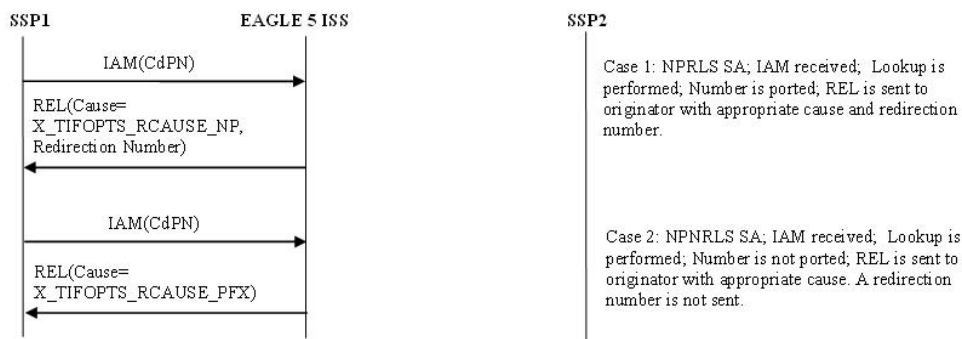 SSP1
EAGLE 5 ISS
SSP2
IAM(CdPN)
REL(Cause=
X_TIFOPTS_RCAUSE_NP,
Redirection Number)
Case 1: NPRLS SA; IAM received; Lookup is
performed; Number is ported; REL is sent to
originator with appropriate cause and redirection
number.
IAM(CdPN)
REL(Cause=
X_TIFOPTS_RCAUSE_PFX)
Case 2: NPNRLS SA; IAM received; Lookup is
performed; Number is not ported; REL is sent to
originator with appropriate cause. A redirection
number is not sent.